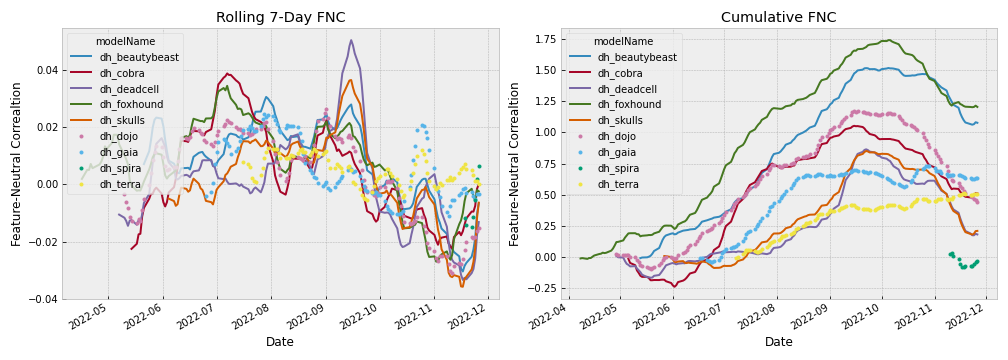 Rolling 7-Day FNC
Feature-Neutral Correaltion
0.04
0.02
0.00
−0.02
−0.04
modelName
dh_beautybeast
dh_cobra
dh_deadcell
dh_foxhound
dh_skulls
dh_dojo
dh_gaia
dh_spira
dh_terra
2022-05
2022-06
2022-07
2022-08
2022-09
2022-10
2022-11
2022-12
Date
Cumulative FNC
Feature-Neutral Correaltion
1.75
1.50
1.25
1.00
0.75
0.50
0.25
0.00
−0.25
modelName
dh_beautybeast
dh_cobra
dh_deadcell
dh_foxhound
dh_skulls
dh_dojo
dh_gaia
dh_spira
dh_terra
2022-04
2022-05
2022-06
2022-07
2022-08
2022-09
2022-10
2022-11
2022-12
Date